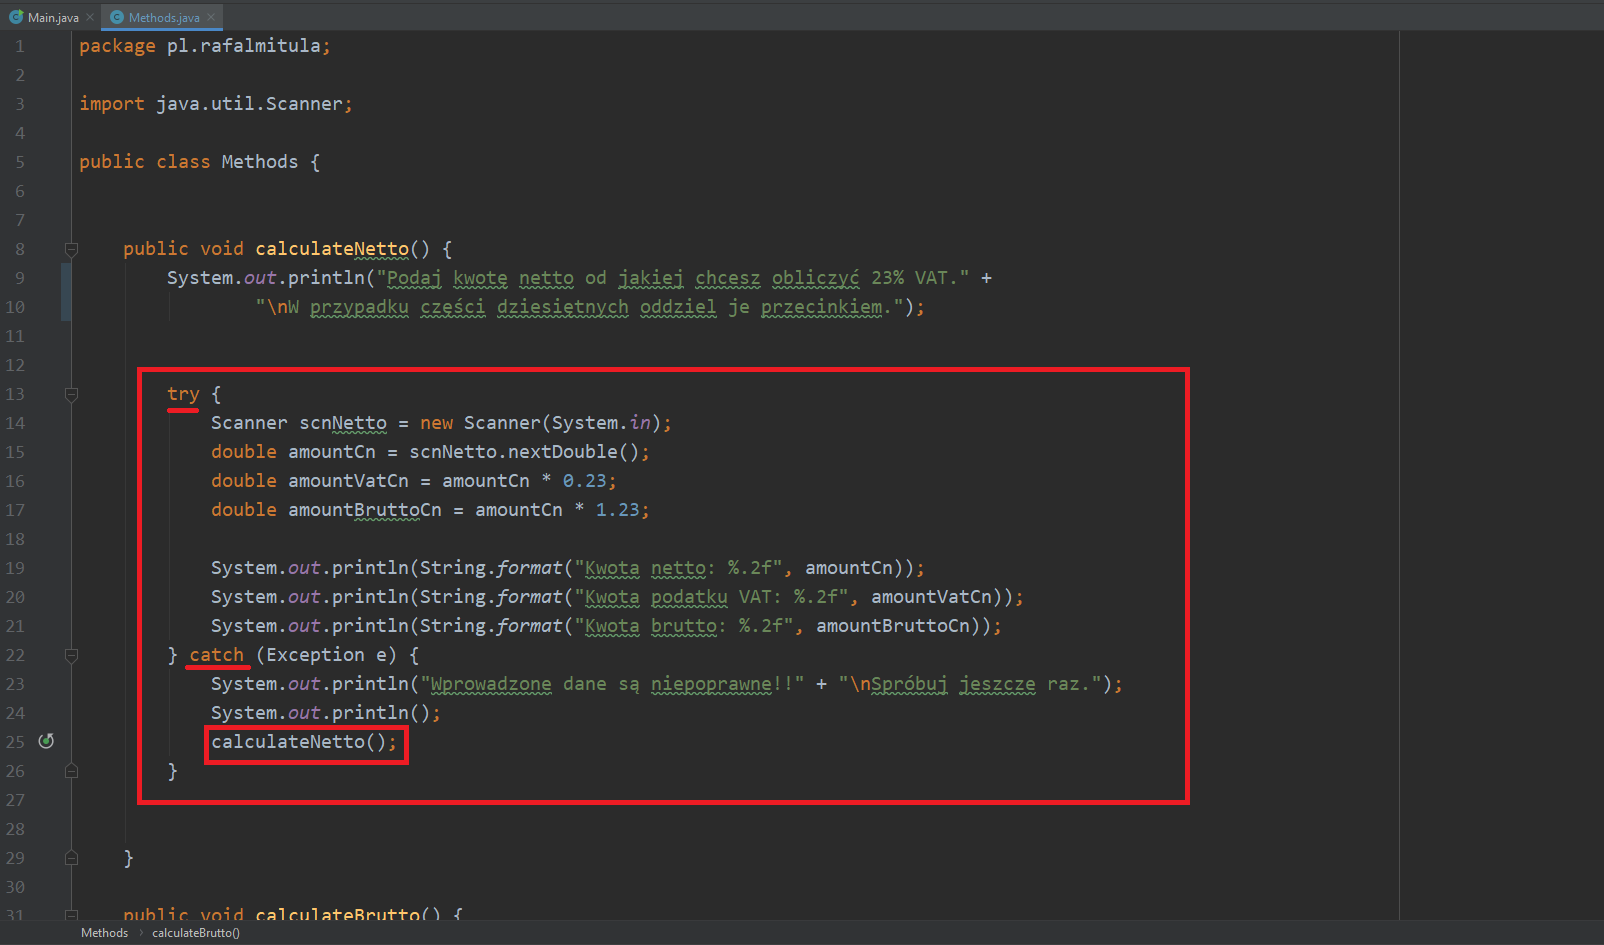 Main.java
Methods.java
1 package pl.rafalmitula;
2
3 import java.util.Scanner;
4
5 public class Methods {
6
7
8 public void calculateNetto() {
9 System.out.println("Podaj kwotę netto od jakiej chcesz obliczyć 23% VAT." +
10 "\nW przypadku części dziesiętnych oddziel je przecinkiem.");
11
12
13 try {
14 Scanner scnNetto = new Scanner(System.in);
15 double amountCn = scnNetto.nextDouble();
16 double amountVatCn = amountCn * 0.23;
17 double amountBruttoCn = amountCn * 1.23;
18
19 System.out.println(String.format("Kwota netto: %.2f", amountCn));
20 System.out.println(String.format("Kwota podatku VAT: %.2f", amountVatCn));
21 System.out.println(String.format("Kwota brutto: %.2f", amountBruttoCn));
22 } catch (Exception e) {
23 System.out.println("Wprowadzone dane są niepoprawne!!" + "\nSpróbuj jeszcze raz.");
24 System.out.println();
25 calculateNetto();
26 }
27
28
29 }
30
31 public void calculateBrutto() {
Methods › calculateBrutto()